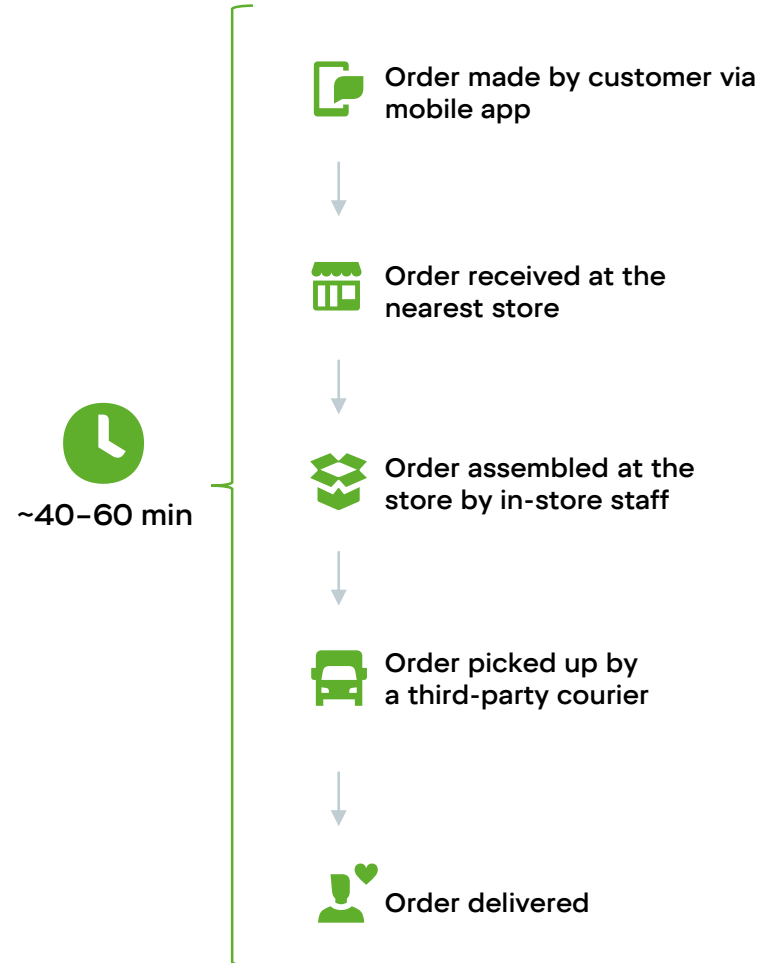 Order made by customer via
mobile app
Order received at the
nearest store
~40–60 min
Order assembled at the
store by in-store staff
Order picked up by
a third-party courier
Order delivered